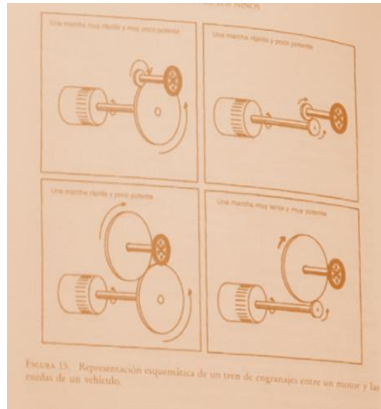 LOS NIÑOS
Una marcha muy rápida y muy poco potente
Una marcha rápida y poco potente
Una marcha rápida y poco potente
Una marcha muy lenta y muy potente
FIGURA 15. Representación esquemática de un tren de engranajes entre un motor y las
ruedas de un vehículo.